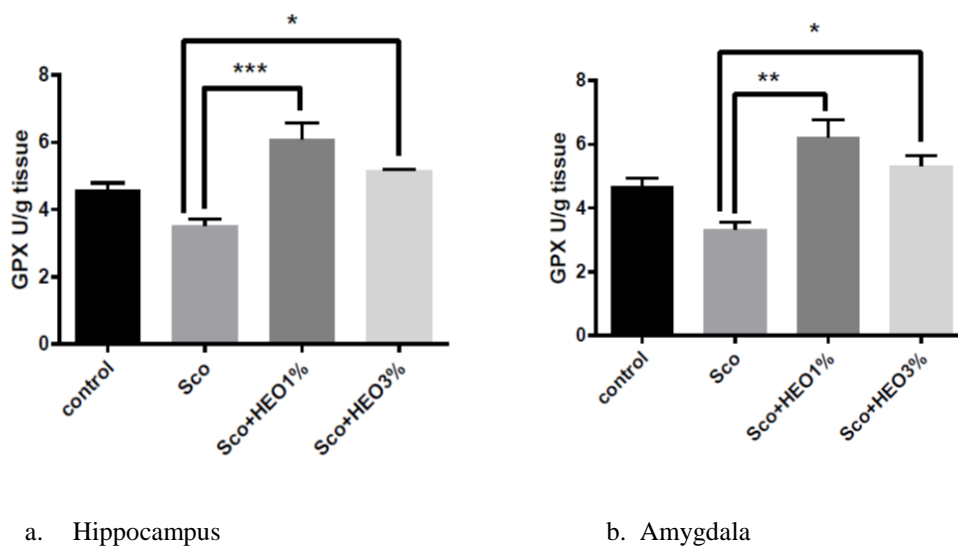 *
***
8
6
4
2
0
GPX U/g tissue
control
Sco
Sco+HEO1%
Sco+HEO3%
a. Hippocampus
*
**
8
6
4
2
0
GPX U/g tissue
control
Sco
Sco+HEO1%
Sco+HEO3%
b. Amygdala